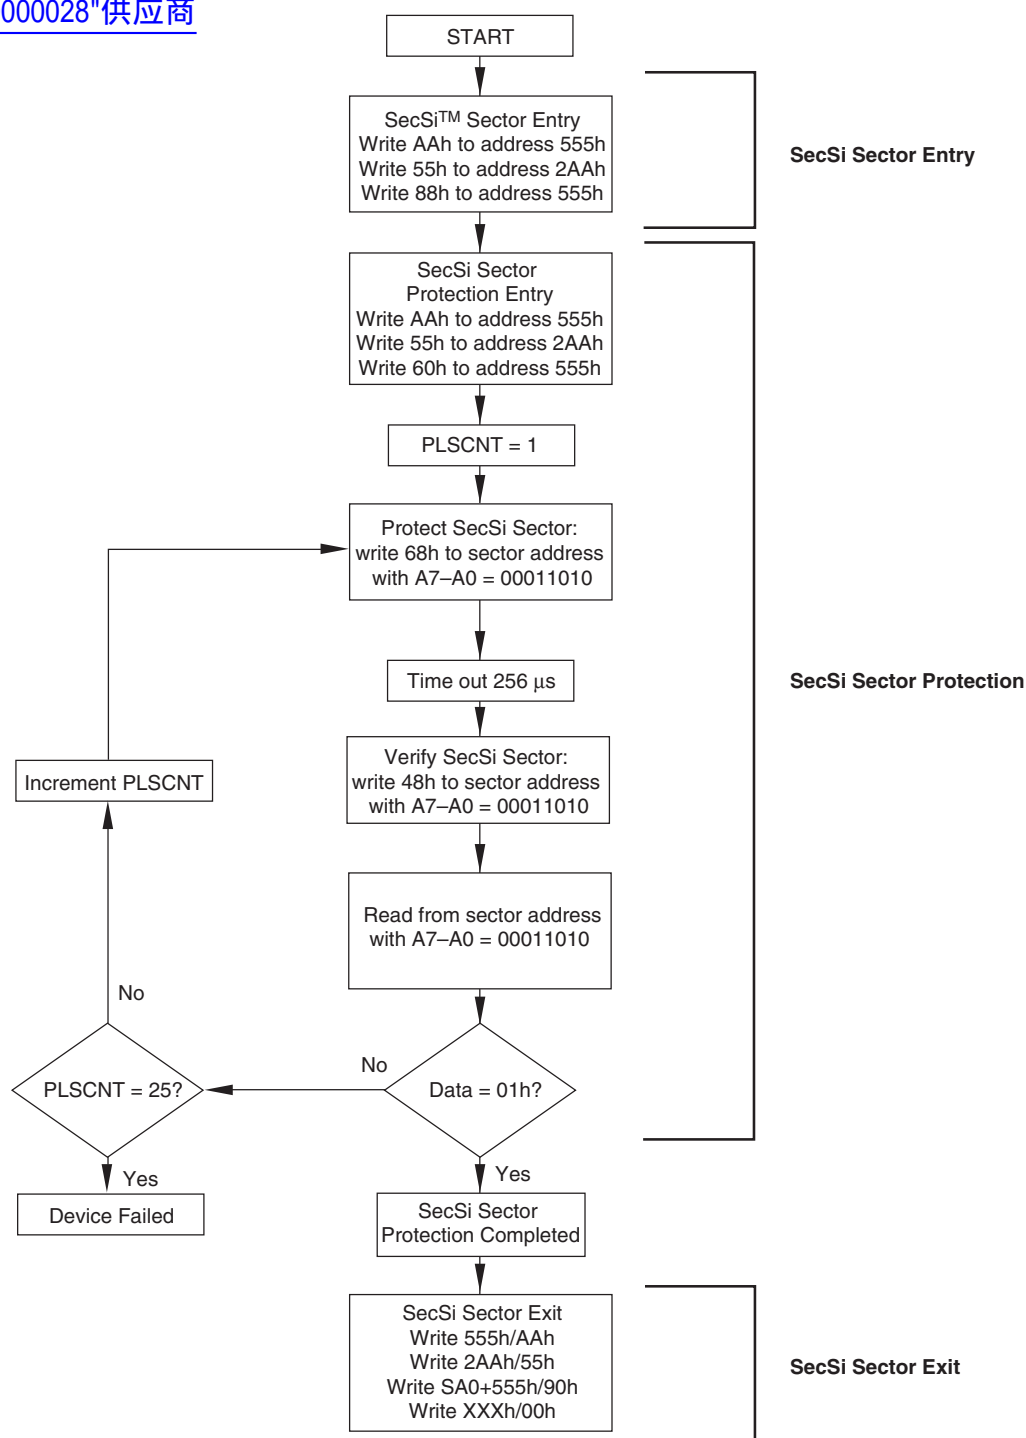 000028"供应商
START
SecSi™ Sector Entry
Write AAh to address 555h
Write 55h to address 2AAh
Write 88h to address 555h
SecSi Sector Entry
SecSi Sector
Protection Entry
Write AAh to address 555h
Write 55h to address 2AAh
Write 60h to address 555h
PLSCNT = 1
Protect SecSi Sector:
write 68h to sector address
with A7–A0 = 00011010
Time out 256 μs
SecSi Sector Protection
Verify SecSi Sector:
write 48h to sector address
with A7–A0 = 00011010
Increment PLSCNT
Read from sector address
with A7–A0 = 00011010
No
No
PLSCNT = 25?
Data = 01h?
Yes
Yes
Device Failed
SecSi Sector
Protection Completed
SecSi Sector Exit
Write 555h/AAh
Write 2AAh/55h
Write SA0+555h/90h
Write XXXh/00h
SecSi Sector Exit